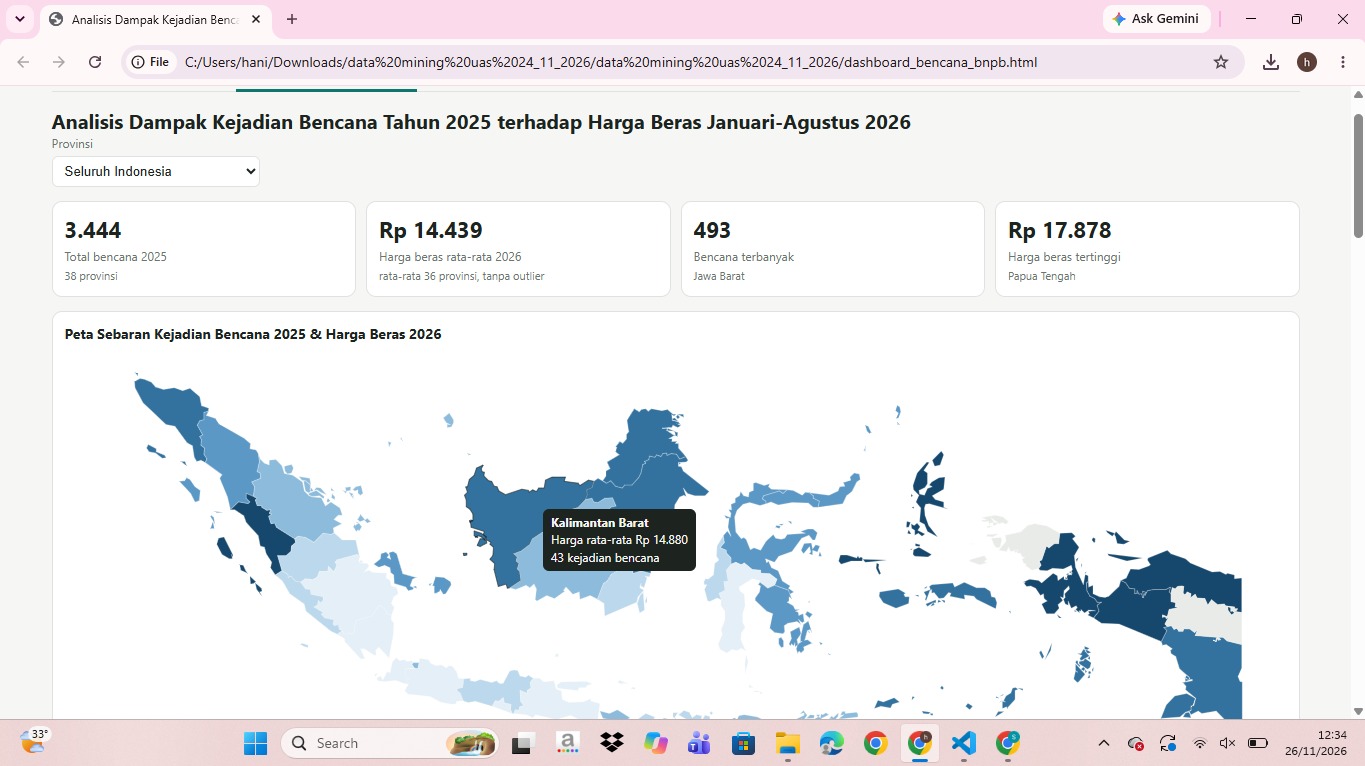 Analisis Dampak Kejadian Benca
Ask Gemini
File
C:/Users/hani/Downloads/data%20mining%20uas%2024_11_2026/data%20mining%20uas%2024_11_2026/dashboard_bencana_bnpb.html
h
Analisis Dampak Kejadian Bencana Tahun 2025 terhadap Harga Beras Januari-Agustus 2026
Provinsi
Seluruh Indonesia
3.444
Total bencana 2025
38 provinsi
Rp 14.439
Harga beras rata-rata 2026
rata-rata 36 provinsi, tanpa outlier
493
Bencana terbanyak
Jawa Barat
Rp 17.878
Harga beras tertinggi
Papua Tengah
Peta Sebaran Kejadian Bencana 2025 & Harga Beras 2026
Kalimantan Barat
Harga rata-rata Rp 14.880
43 kejadian bencana
33°
Search
a
12:34
26/11/2026